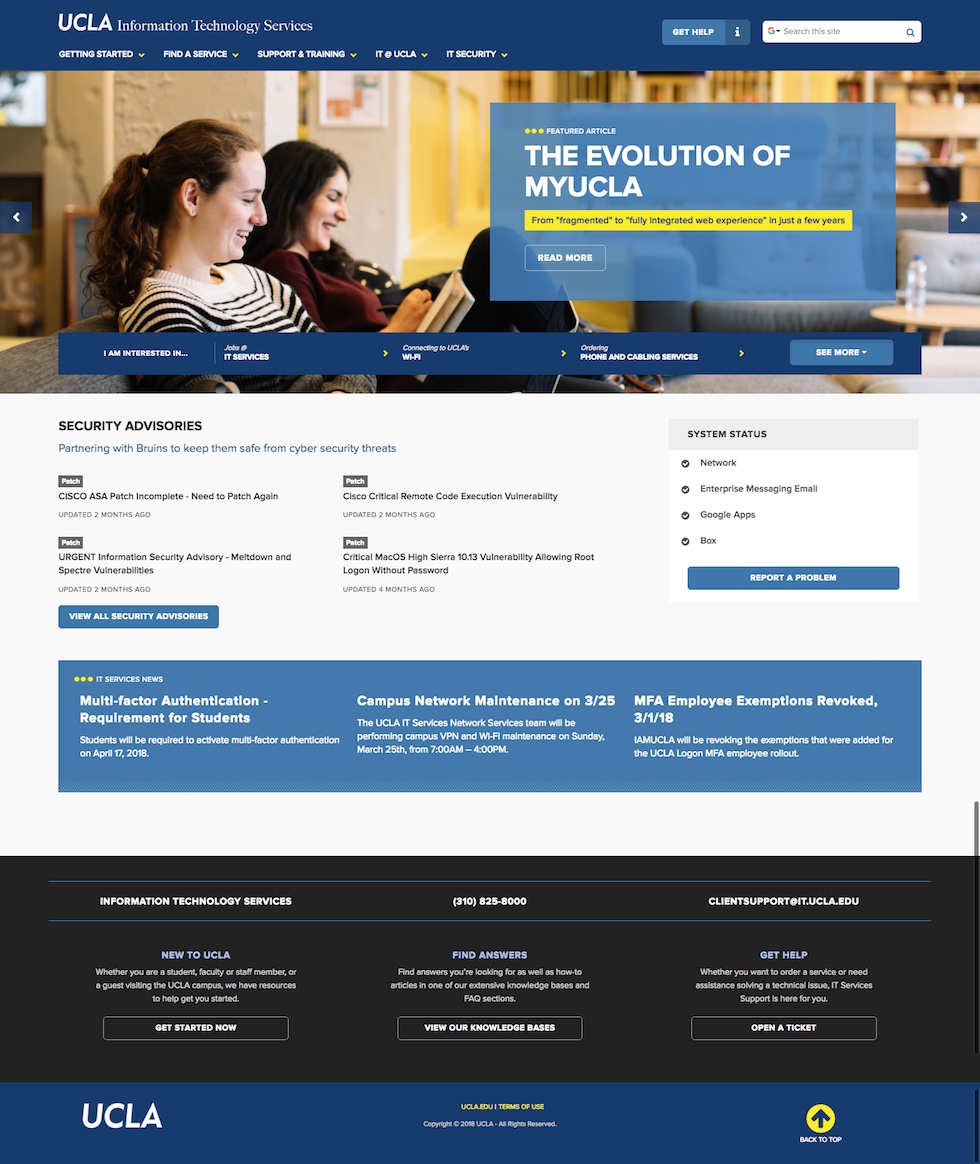 UCLA Information Technology Services
GET HELP
i
G
Search this site
GETTING STARTED
FIND A SERVICE
SUPPORT & TRAINING
IT @ UCLA
IT SECURITY
FEATURED ARTICLE
THE EVOLUTION OF
MYUCLA
From "fragmented" to "fully integrated web experience" in just a few years
READ MORE
I AM INTERESTED IN...
Jobs @
IT SERVICES
Connecting to UCLA's
WI-FI
Ordering
PHONE AND CABLING SERVICES
SEE MORE
SECURITY ADVISORIES
Partnering with Bruins to keep them safe from cyber security threats
Patch
CISCO ASA Patch Incomplete - Need to Patch Again
UPDATED 2 MONTHS AGO
Patch
Cisco Critical Remote Code Execution Vulnerability
UPDATED 2 MONTHS AGO
Patch
URGENT Information Security Advisory - Meltdown and
Spectre Vulnerabilities
UPDATED 2 MONTHS AGO
Patch
Critical MacOS High Sierra 10.13 Vulnerability Allowing Root
Logon Without Password
UPDATED 4 MONTHS AGO
VIEW ALL SECURITY ADVISORIES
SYSTEM STATUS
Network
Enterprise Messaging Email
Google Apps
Box
REPORT A PROBLEM
IT SERVICES NEWS
Multi-factor Authentication -
Requirement for Students
Students will be required to activate multi-factor authentication
on April 17, 2018.
Campus Network Maintenance on 3/25
The UCLA IT Services Network Services team will be
performing campus VPN and WI-FI maintenance on Sunday,
March 25th, from 7:00AM – 4:00PM.
MFA Employee Exemptions Revoked,
3/1/18
IAMUCLA will be revoking the exemptions that were added for
the UCLA Logon MFA employee rollout.
INFORMATION TECHNOLOGY SERVICES
(310) 825-8000
CLIENTSUPPORT@IT.UCLA.EDU
NEW TO UCLA
Whether you are a student, faculty or staff member, or
a guest visiting the UCLA campus, we have resources
to help get you started.
GET STARTED NOW
FIND ANSWERS
Find answers you're looking for as well as how-to
articles in one of our extensive knowledge bases and
FAQ sections.
VIEW OUR KNOWLEDGE BASES
GET HELP
Whether you want to order a service or need
assistance solving a technical issue, IT Services
Support is here for you.
OPEN A TICKET
UCLA
UCLA.EDU | TERMS OF USE
Copyright © 2018 UCLA - All Rights Reserved.
BACK TO TOP